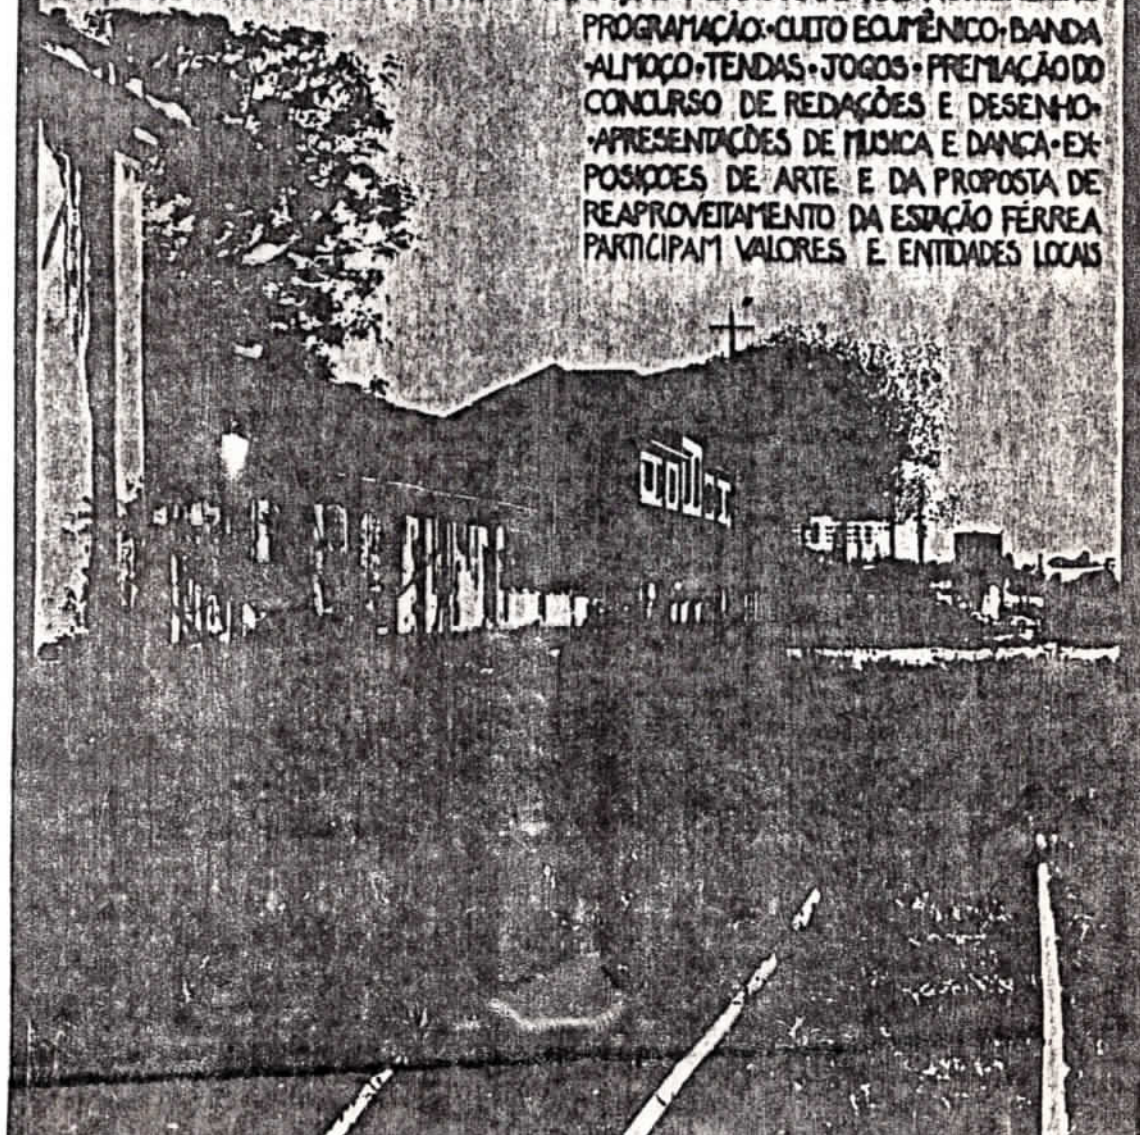 PROGRAMAÇÃO:•CULTO ECUMÊNICO•BANDA
•ALMOÇO•TENDAS•JOGOS•PREMIAÇÃO DO
CONCURSO DE REDAÇÕES E DESENHO•
•APRESENTAÇÕES DE MUSICA E DANÇA•EX-
POSIÇOES DE ARTE E DA PROPOSTA DE
REAPROVEITAMENTO DA ESTAÇÃO FÉRREA
PARTICIPAM VALORES E ENTIDADES LOCAIS